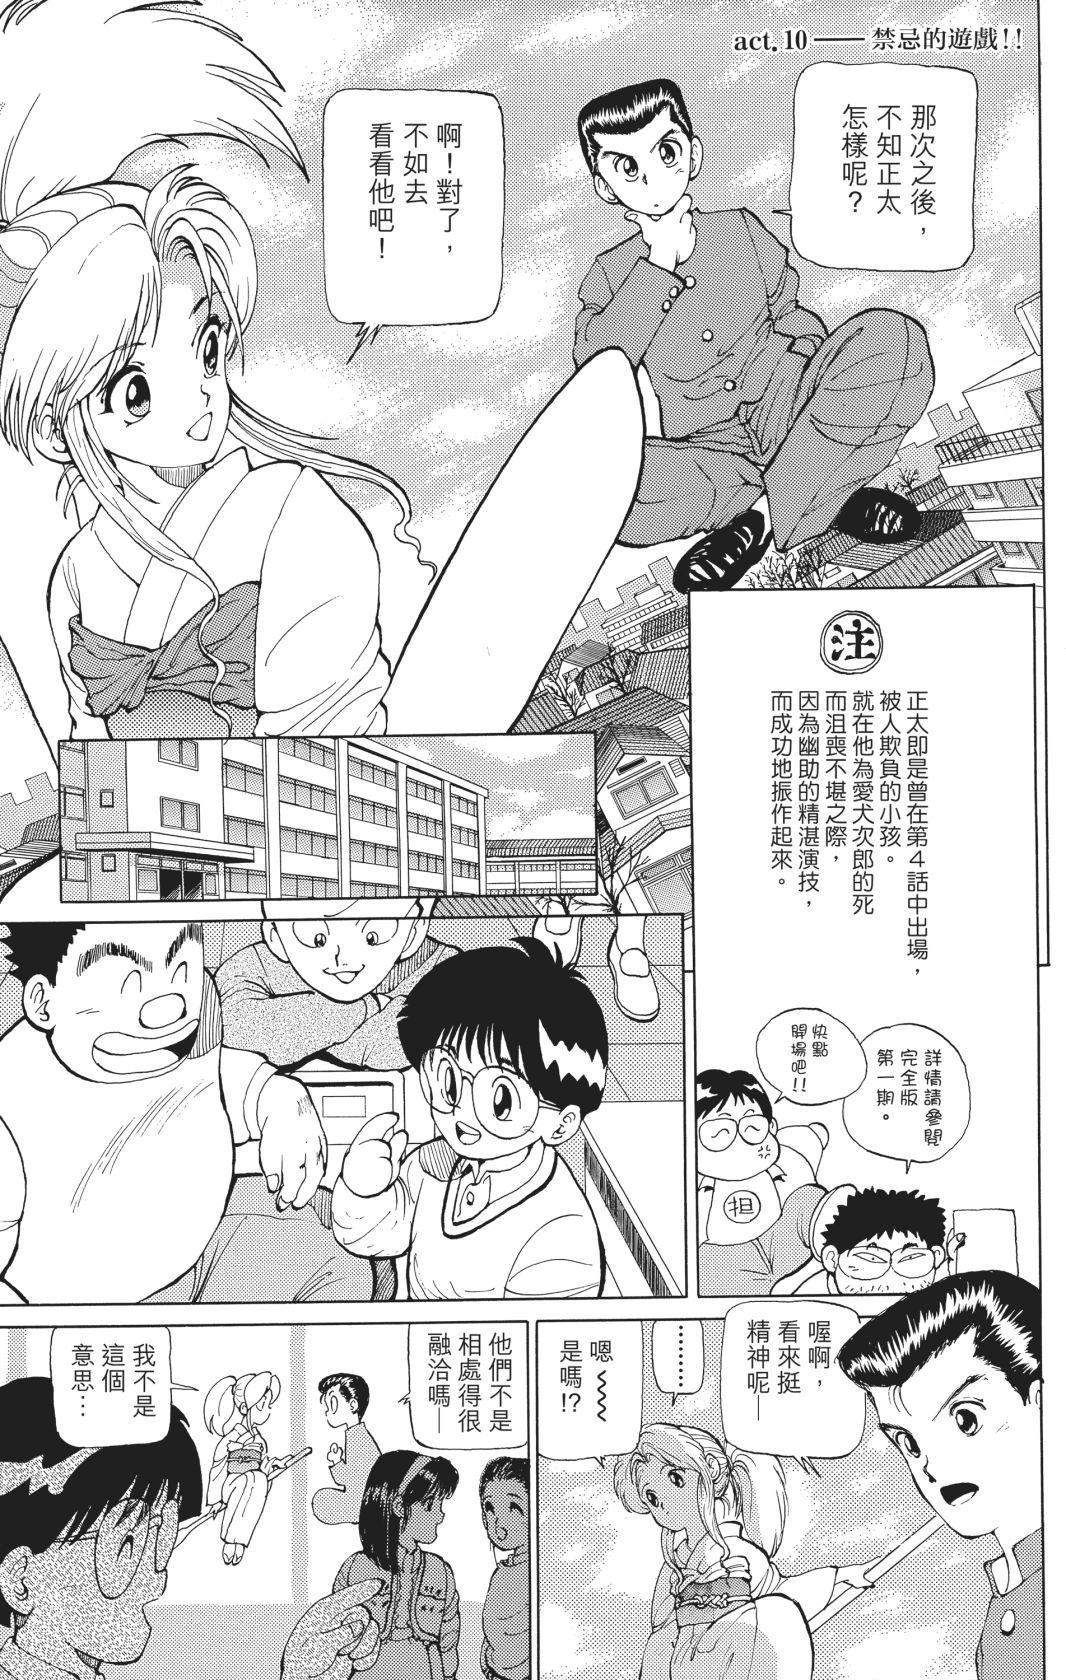 act. 10——禁忌的遊戲!!
那次之後，
不知正太
怎樣呢？
啊！對了，
不如去
看看他吧！
注
正太即是曾在第４話中出場，
被人欺負的小孩。
就在他為愛犬次郎的死
而沮喪不堪之際，
因為幽助的精湛演技，
而成功地振作起來。
詳情請參閱
完全版
第一期。
快點
開場吧!!
担
喔啊，
看來挺
精神呢—
………
嗯～
是嗎!?
他們不是
相處得很
融洽嗎—
我不是
這個
意思…